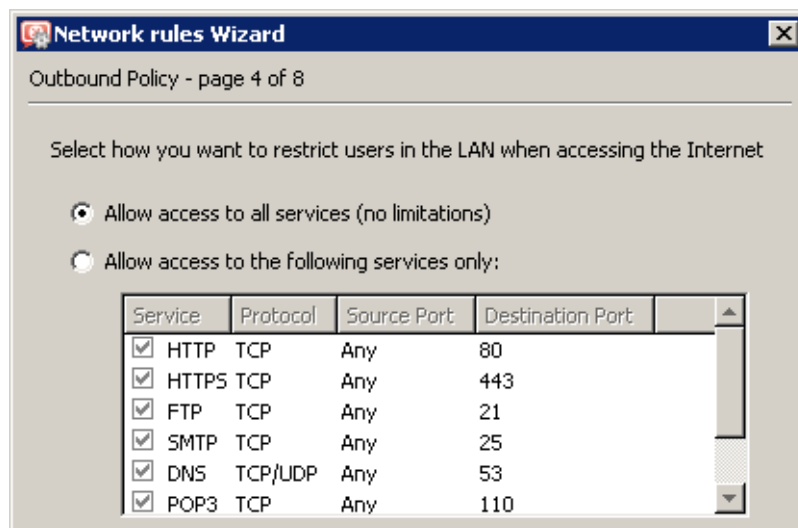 Network rules Wizard
Outbound Policy - page 4 of 8
Select how you want to restrict users in the LAN when accessing the Internet
Allow access to all services (no limitations)
Allow access to the following services only:
Service Protocol Source Port Destination Port
HTTP TCP Any 80
HTTPS TCP Any 443
FTP TCP Any 21
SMTP TCP Any 25
DNS TCP/UDP Any 53
POP3 TCP Any 110